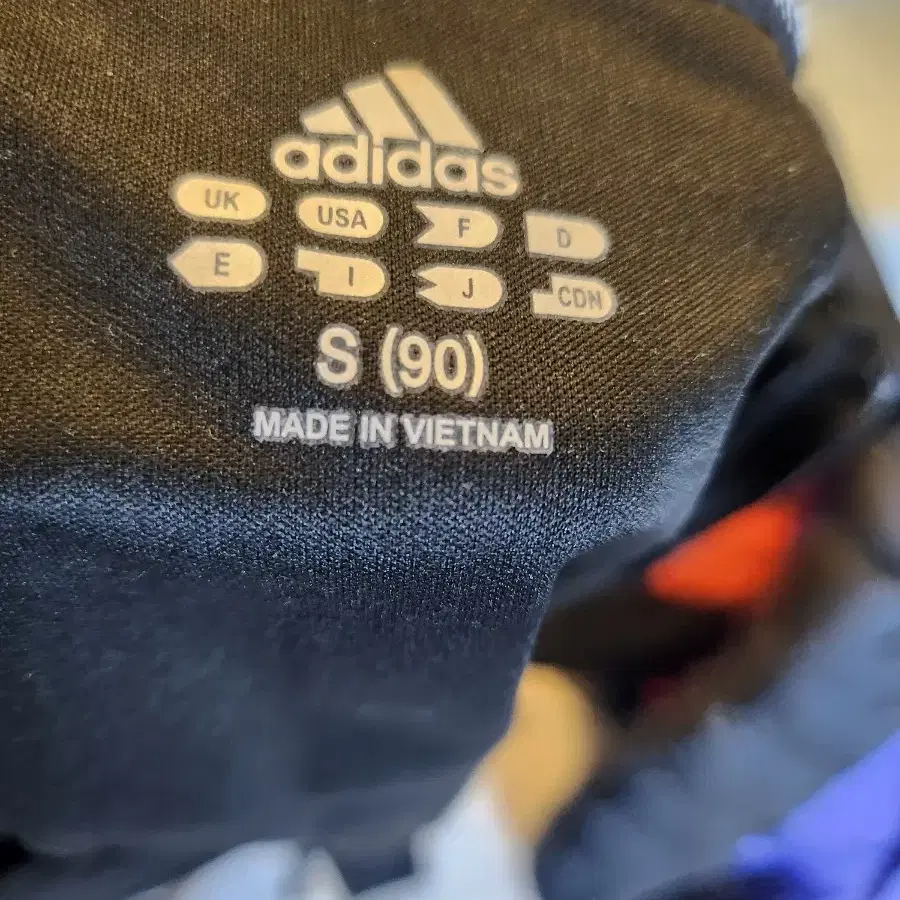 adidas
UK USA F D
E I J CDN
S (90)
MADE IN VIETNAM